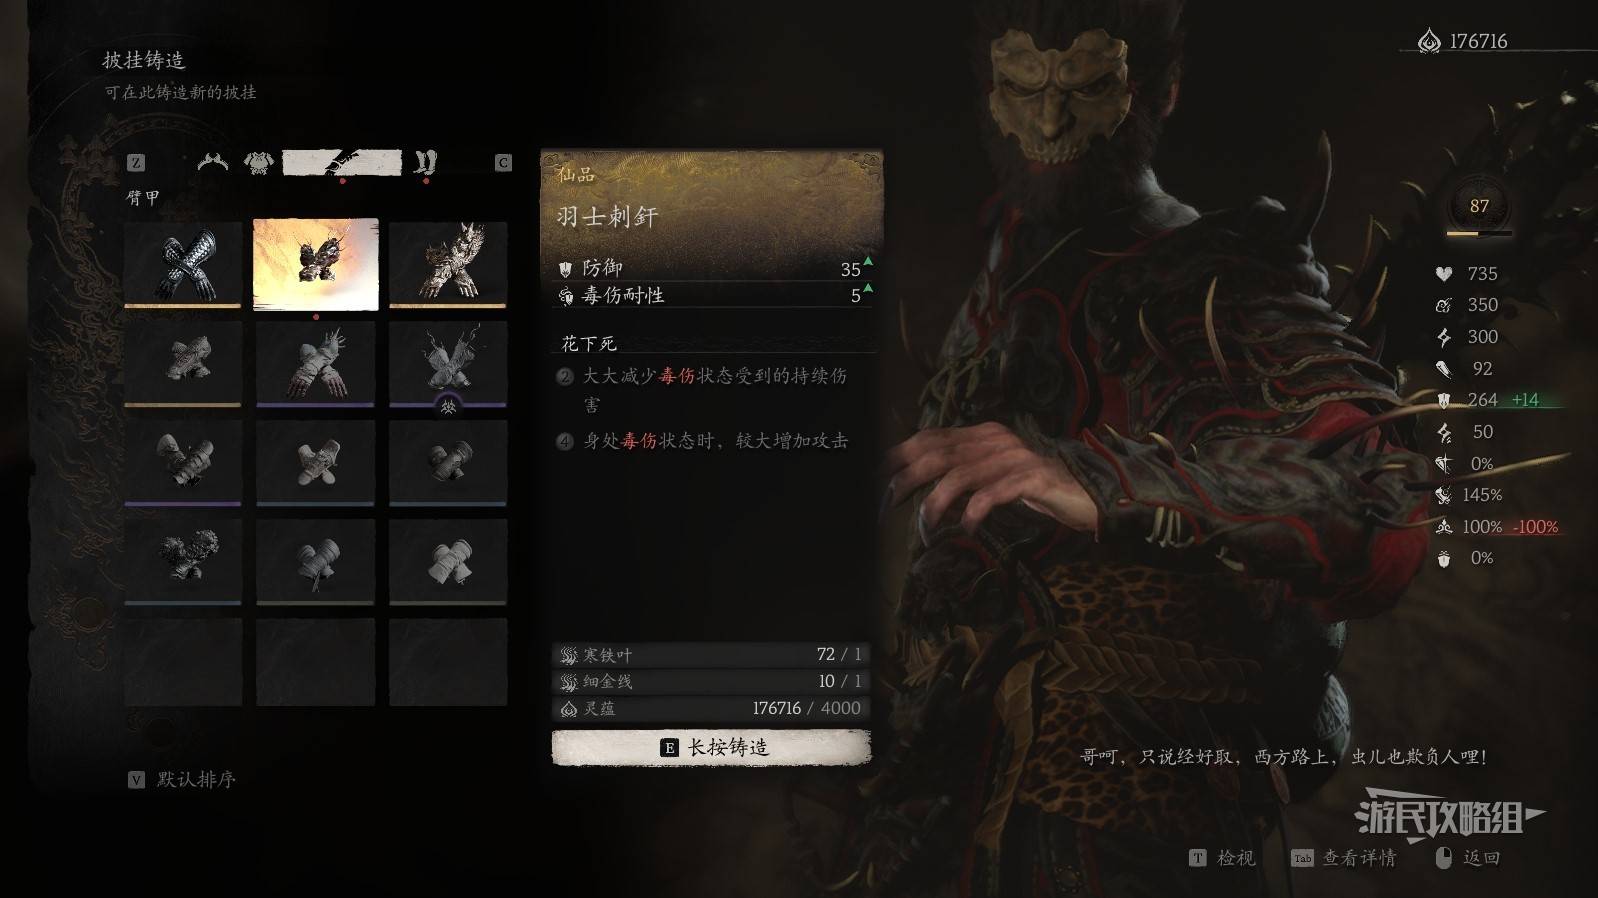 披挂铸造
可在此铸造新的披挂
176716
Z
C
臂甲
仙品
羽士刺釬
防御 35
毒伤耐性 5
花下死
2 大大减少毒伤状态受到的持续伤
害
4 身处毒伤状态时，较大增加攻击
寒铁叶 72 / 1
细金线 10 / 1
灵蕴 176716 / 4000
E 长按铸造
V 默认排序
87
735
350
300
92
264 +14
50
0%
145%
100% -100%
0%
哥呵，只说经好取，西方路上，虫儿也欺负人哩！
游民攻略组
T 检视
Tab 查看详情
返回